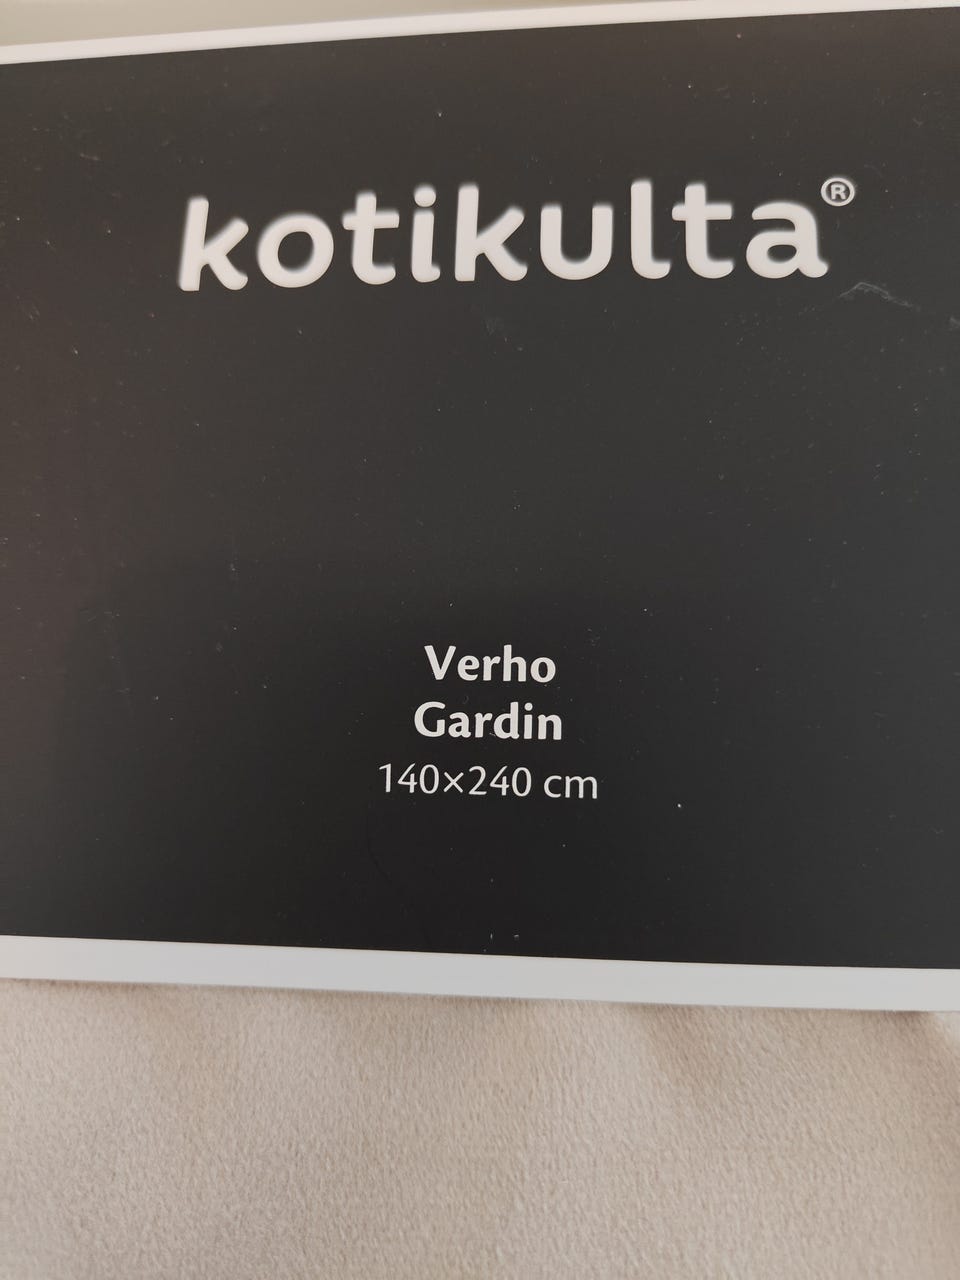 kotikulta®
Verho
Gardin
140×240 cm